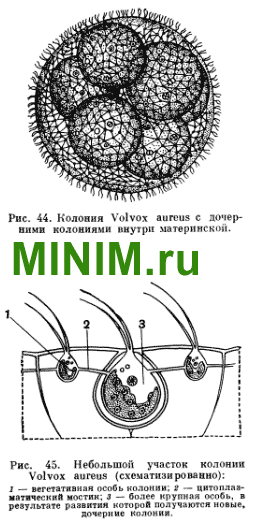 Рис. 44. Колония Volvox aureus с дочер-
ними колониями внутри материнской.
MINIM.ru
1
2
3
Рис. 45. Небольшой участок колонии
Volvox aureus (схематизированно):
1 — вегетативная особь колонии; 2 — цитоплаз-
матический мостик; 3 — более крупная особь, в
результате развития которой получаются новые,
дочерние колонии.